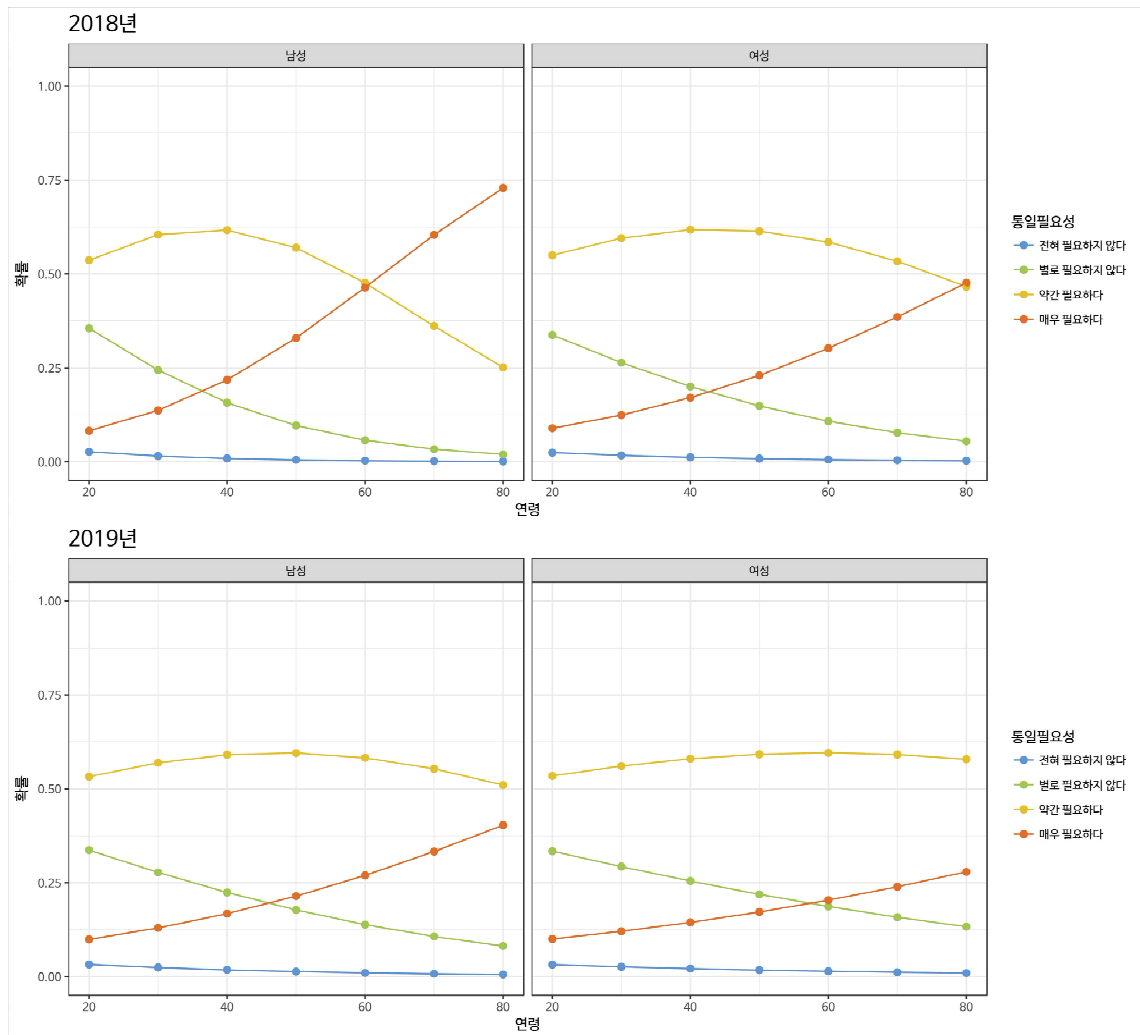 2018년
남성 여성
1.00
0.75
0.50
0.25
0.00
확률
20 40 60 80 20 40 60 80
연령
통일필요성
전혀 필요하지 않다
별로 필요하지 않다
약간 필요하다
매우 필요하다
2019년
남성 여성
1.00
0.75
0.50
0.25
0.00
확률
20 40 60 80 20 40 60 80
연령
통일필요성
전혀 필요하지 않다
별로 필요하지 않다
약간 필요하다
매우 필요하다